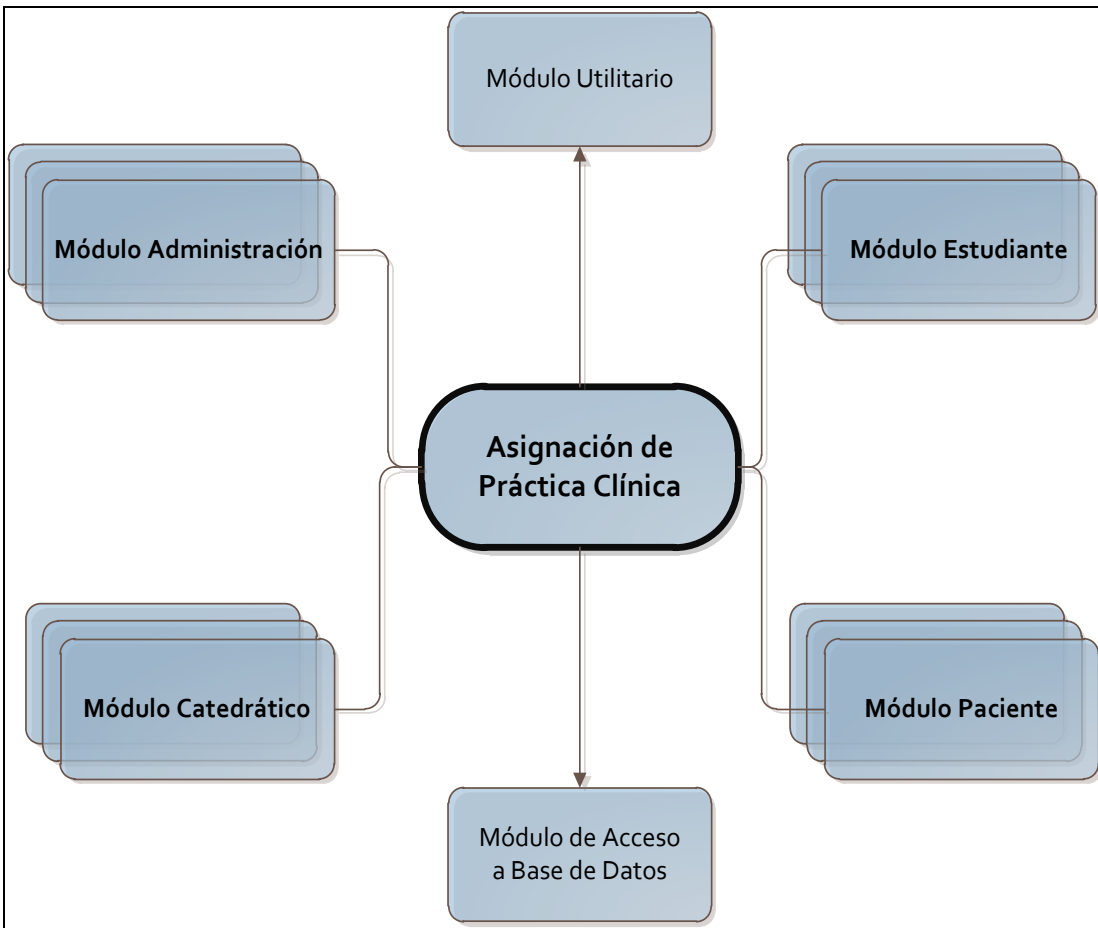 Módulo Utilitario
Módulo Administración
Módulo Estudiante
Asignación de
Práctica Clínica
Módulo Catedrático
Módulo Paciente
Módulo de Acceso
a Base de Datos